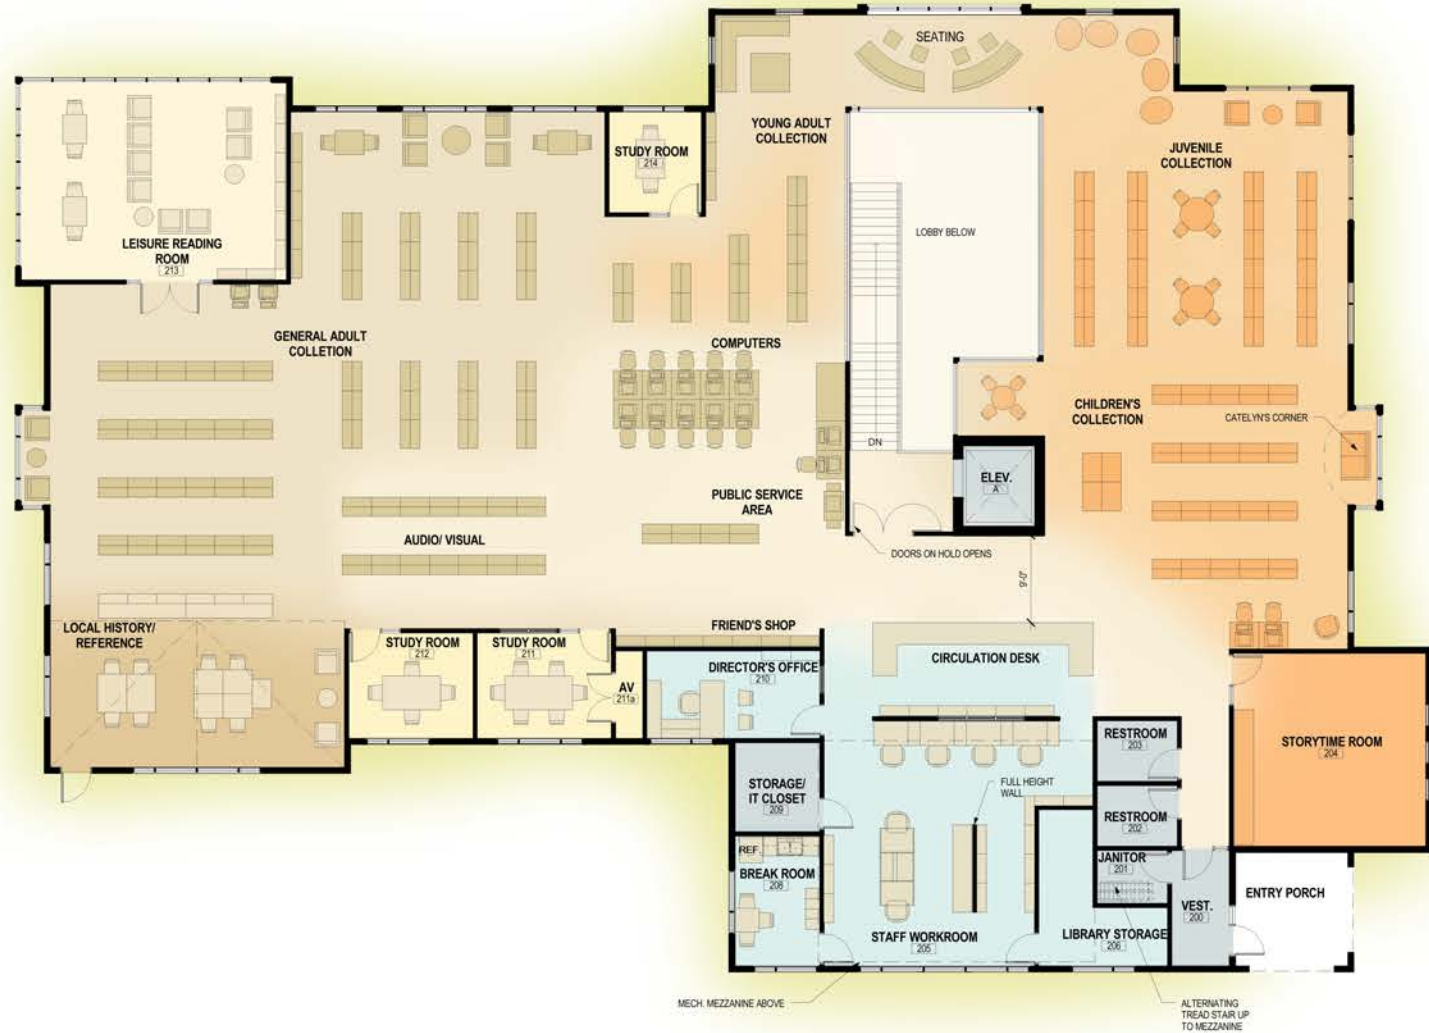 SEATING
YOUNG ADULT
COLLECTION
STUDY ROOM
214
JUVENILE
COLLECTION
LEISURE READING
ROOM
213
LOBBY BELOW
GENERAL ADULT
COLLETION
COMPUTERS
CHILDREN'S
COLLECTION
CATELYN'S CORNER
DN
ELEV.
A
PUBLIC SERVICE
AREA
AUDIO/ VISUAL
DOORS ON HOLD OPENS
9'-0"
LOCAL HISTORY/
REFERENCE
STUDY ROOM
212
STUDY ROOM
211
FRIEND'S SHOP
AV
211a
DIRECTOR'S OFFICE
210
CIRCULATION DESK
RESTROOM
203
STORYTIME ROOM
204
STORAGE/
IT CLOSET
209
FULL HEIGHT
WALL
RESTROOM
202
REF.
BREAK ROOM
208
JANITOR
201
ENTRY PORCH
VEST.
200
STAFF WORKROOM
205
LIBRARY STORAGE
206
MECH. MEZZANINE ABOVE
ALTERNATING
TREAD STAIR UP
TO MEZZANINE